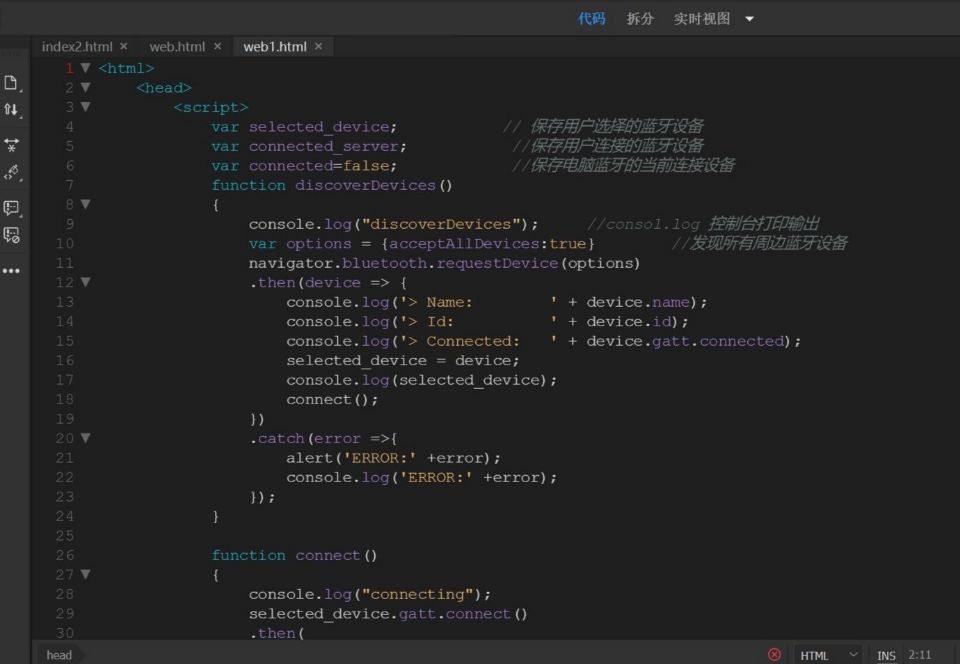 代码 拆分 实时视图
index2.html × web.html × web1.html ×
1 <html>
2 <head>
3 <script>
4 var selected_device; // 保存用户选择的蓝牙设备
5 var connected_server; //保存用户连接的蓝牙设备
6 var connected=false; //保存电脑蓝牙的当前连接设备
7 function discoverDevices()
8 {
9 console.log("discoverDevices"); //consol.log 控制台打印输出
10 var options = {acceptAllDevices:true} //发现所有周边蓝牙设备
11 navigator.bluetooth.requestDevice(options)
12 .then(device => {
13 console.log('> Name: ' + device.name);
14 console.log('> Id: ' + device.id);
15 console.log('> Connected: ' + device.gatt.connected);
16 selected_device = device;
17 console.log(selected_device);
18 connect();
19 })
20 .catch(error =>{
21 alert('ERROR:' +error);
22 console.log('ERROR:' +error);
23 });
24 }
25
26 function connect()
27 {
28 console.log("connecting");
29 selected_device.gatt.connect()
30 .then(
head HTML INS 2:11